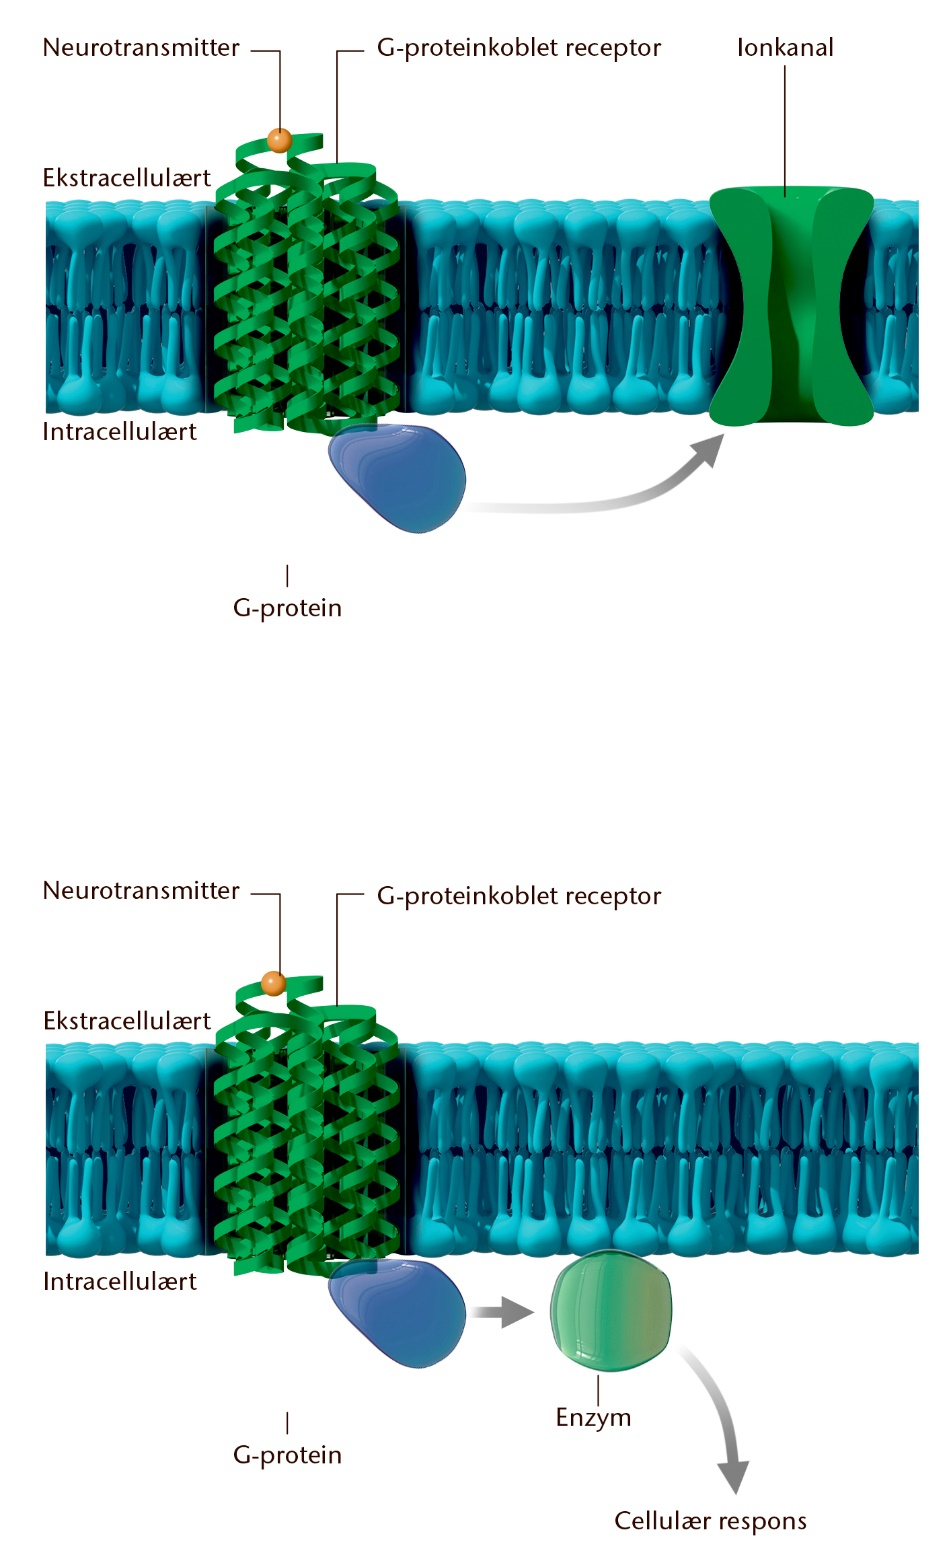 Neurotransmitter
G-proteinkoblet receptor
Ionkanal
Ekstracellulært
Intracellulært
G-protein
Neurotransmitter
G-proteinkoblet receptor
Ekstracellulært
Intracellulært
Enzym
G-protein
Cellulær respons